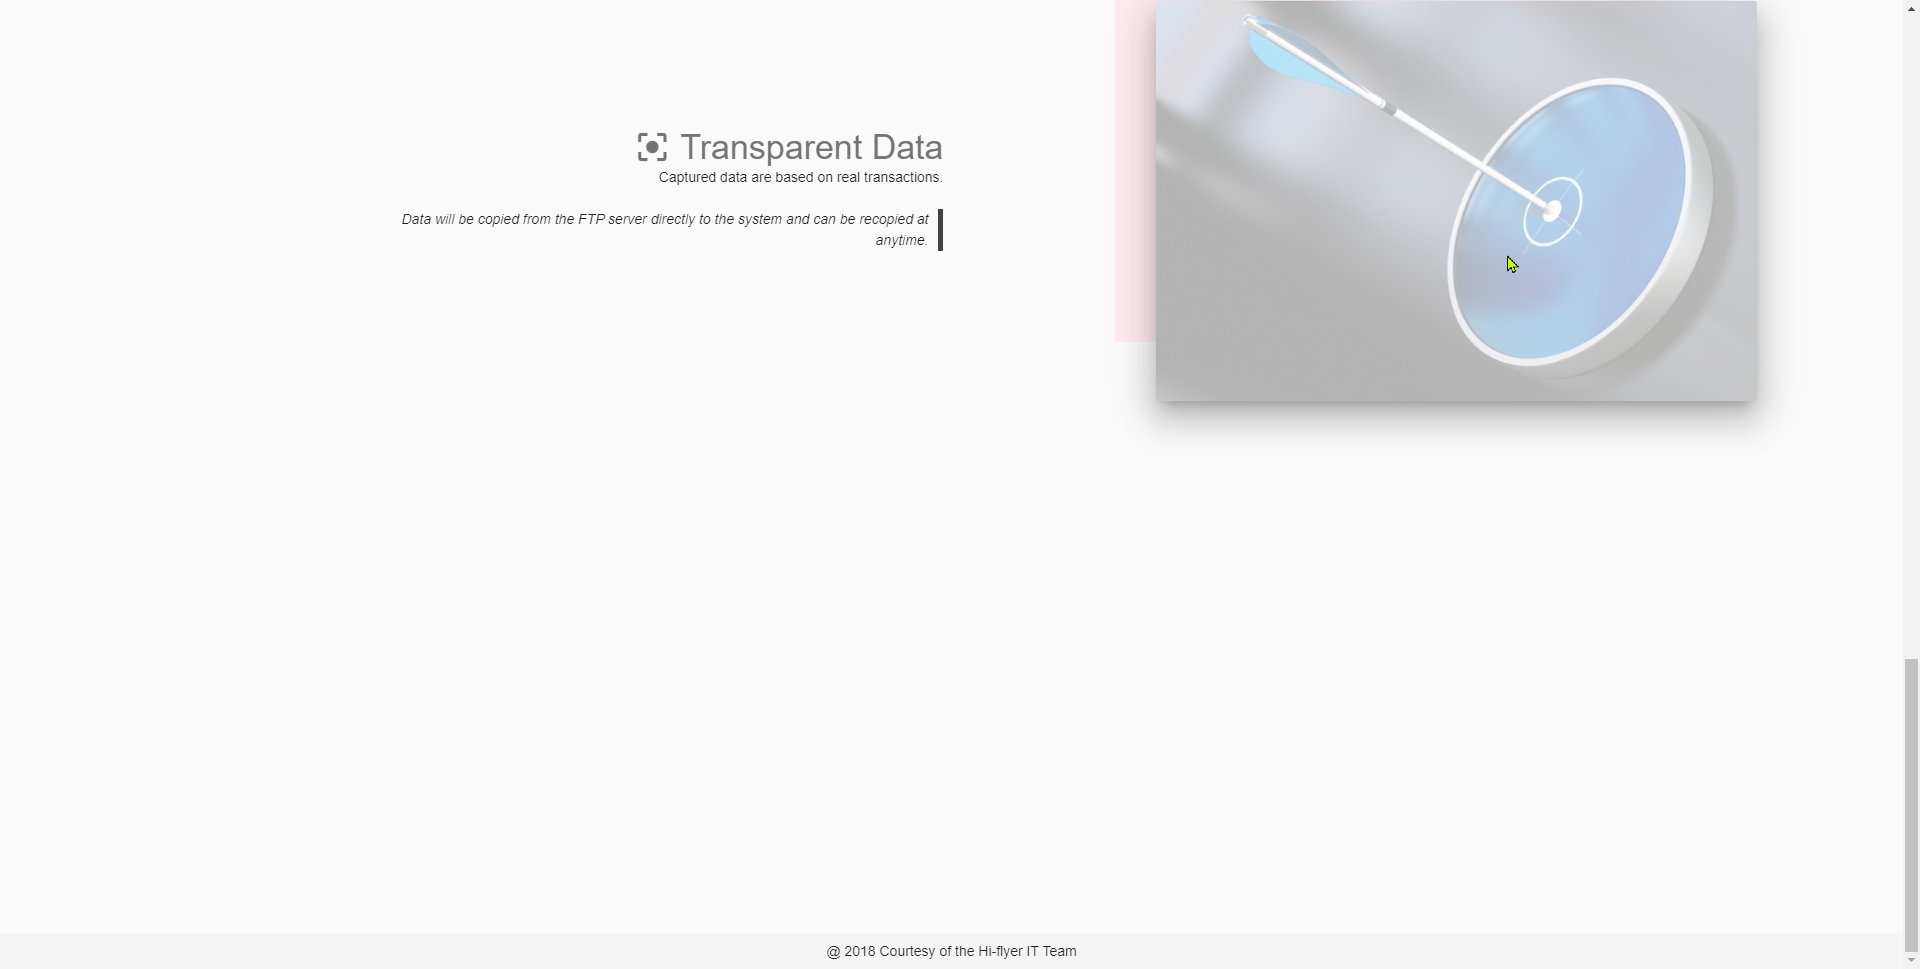 Transparent Data
Captured data are based on real transactions.
Data will be copied from the FTP server directly to the system and can be recopied at
anytime.
@ 2018 Courtesy of the Hi-flyer IT Team